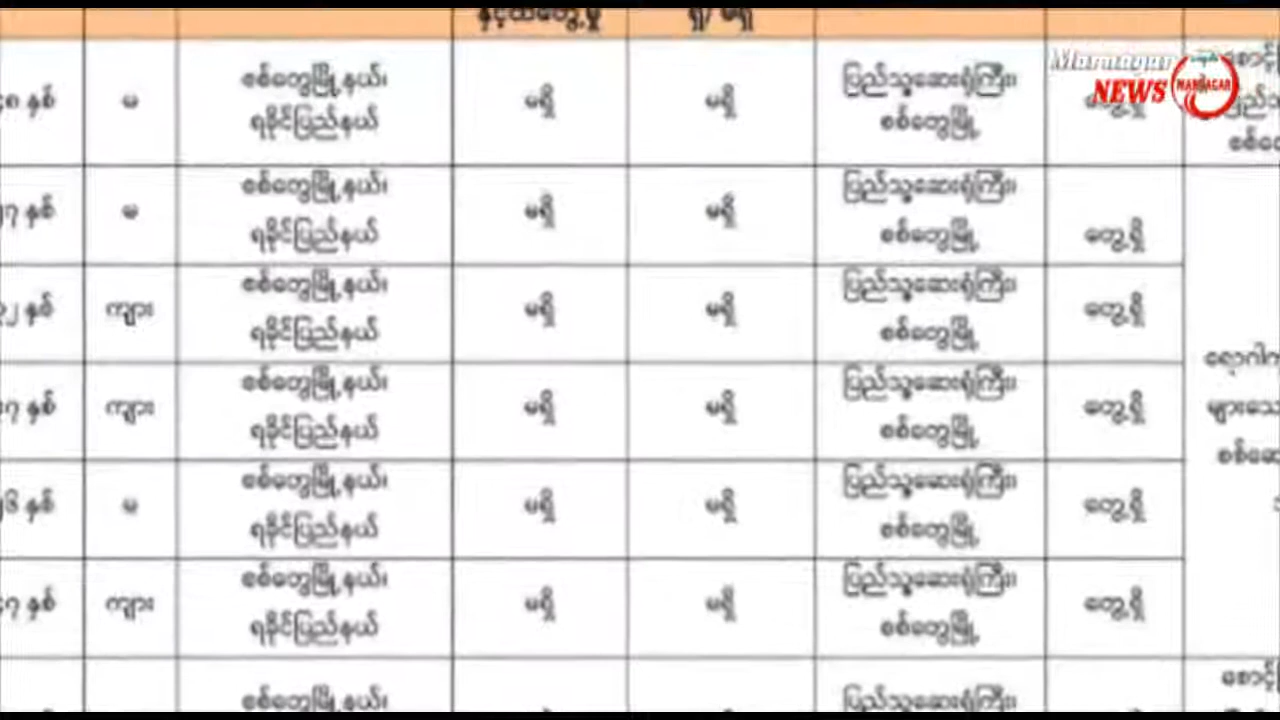 နှင့်ထိတွေ့မှု ရှိ/ မရှိ
Marnagar
NEWS MARNAGAR
နှစ် မ စစ်တွေမြို့နယ်၊ မရှိ မရှိ ပြည်သူ့ဆေးရုံကြီး၊ တွေ့ရှိ
ရခိုင်ပြည်နယ် စစ်တွေမြို့
နှစ် မ စစ်တွေမြို့နယ်၊ မရှိ မရှိ ပြည်သူ့ဆေးရုံကြီး၊
ရခိုင်ပြည်နယ် စစ်တွေမြို့ တွေ့ရှိ
နှစ် ကျား စစ်တွေမြို့နယ်၊ မရှိ မရှိ ပြည်သူ့ဆေးရုံကြီး၊ တွေ့ရှိ
ရခိုင်ပြည်နယ် စစ်တွေမြို့
နှစ် ကျား စစ်တွေမြို့နယ်၊ မရှိ မရှိ ပြည်သူ့ဆေးရုံကြီး၊ တွေ့ရှိ
ရခိုင်ပြည်နယ် စစ်တွေမြို့
နှစ် မ စစ်တွေမြို့နယ်၊ မရှိ မရှိ ပြည်သူ့ဆေးရုံကြီး၊ တွေ့ရှိ
ရခိုင်ပြည်နယ် စစ်တွေမြို့
နှစ် ကျား စစ်တွေမြို့နယ်၊ မရှိ မရှိ ပြည်သူ့ဆေးရုံကြီး၊ တွေ့ရှိ
ရခိုင်ပြည်နယ် စစ်တွေမြို့
စစ်တွေမြို့နယ်၊ ပြည်သူ့ဆေးရုံကြီး၊